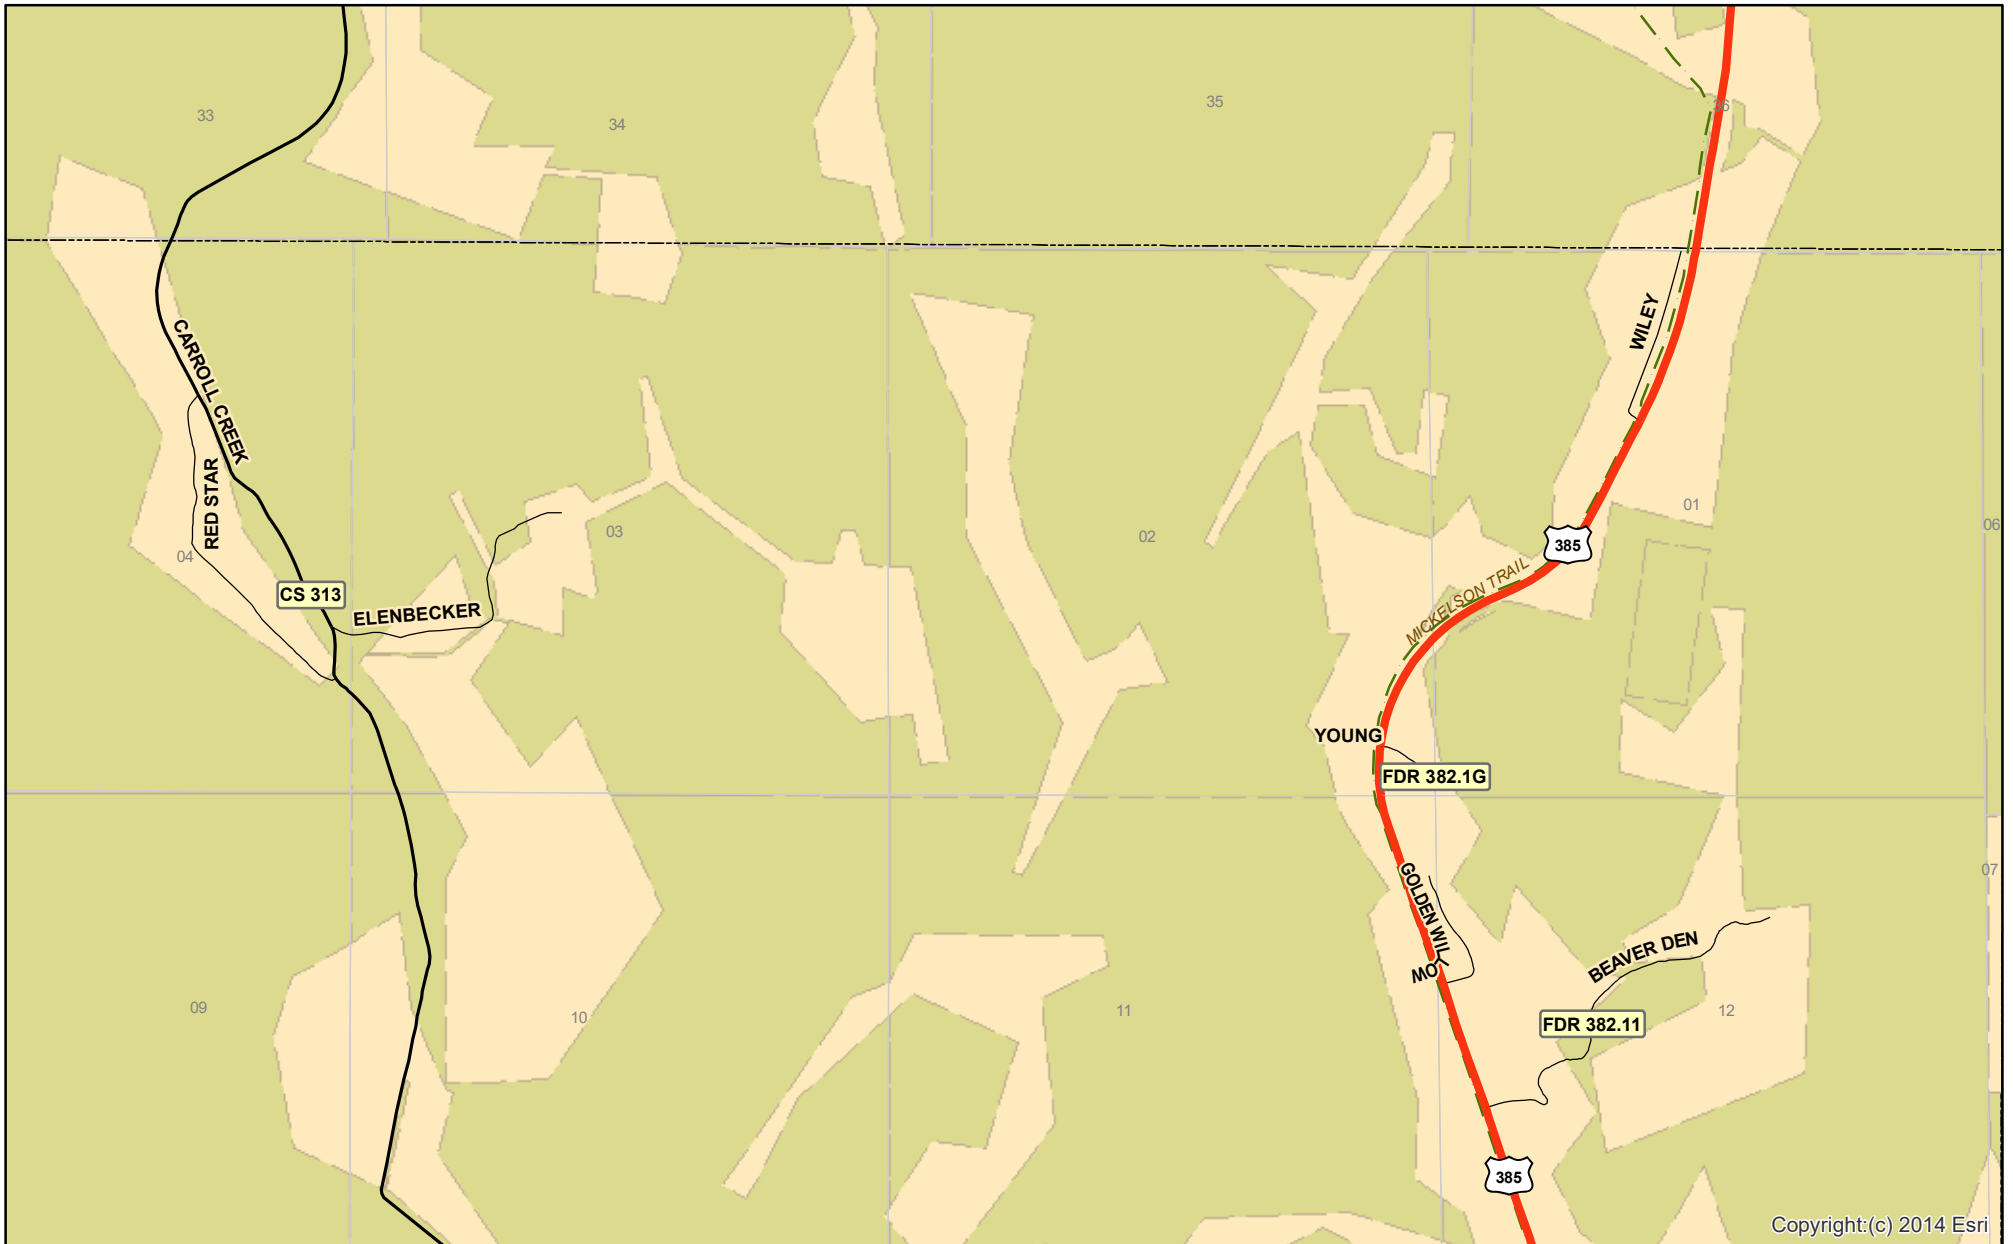 35
36
33
34
WILEY
CARROLL CREEK
RED STAR
01
06
03
02
385
04
MICKELSON TRAIL
CS 313
ELENBECKER
YOUNG
FDR 382.1G
07
GOLDEN WIL
LOW
BEAVER DEN
09
10
11
12
FDR 382.11
385
Copyright:(c) 2014 Esri